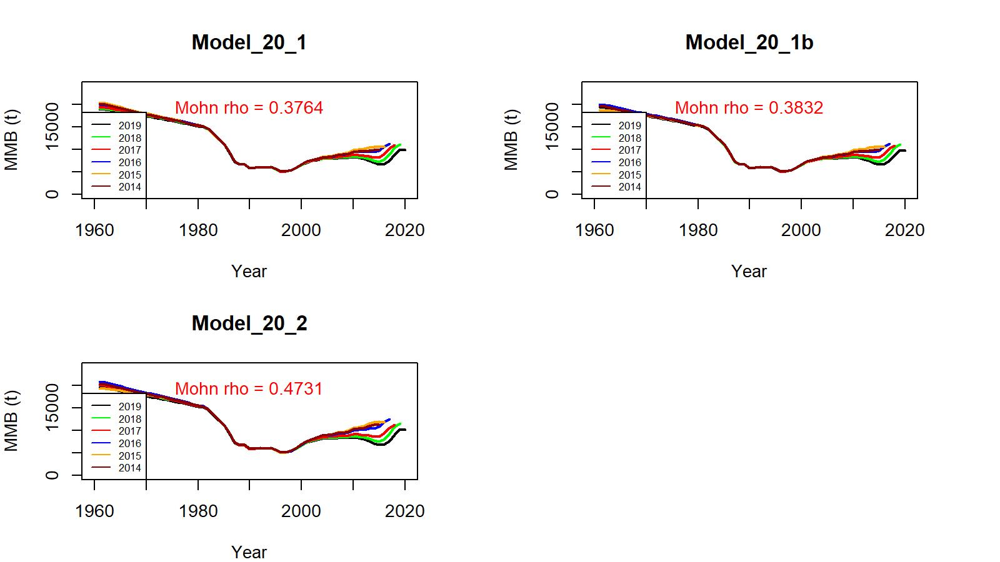 Model_20_1
MMB (t)
15000
0
Mohn rho = 0.3764
2019
2018
2017
2016
2015
2014
1960 1980 2000 2020
Year
Model_20_1b
MMB (t)
15000
0
Mohn rho = 0.3832
2019
2018
2017
2016
2015
2014
1960 1980 2000 2020
Year
Model_20_2
MMB (t)
15000
0
Mohn rho = 0.4731
2019
2018
2017
2016
2015
2014
1960 1980 2000 2020
Year